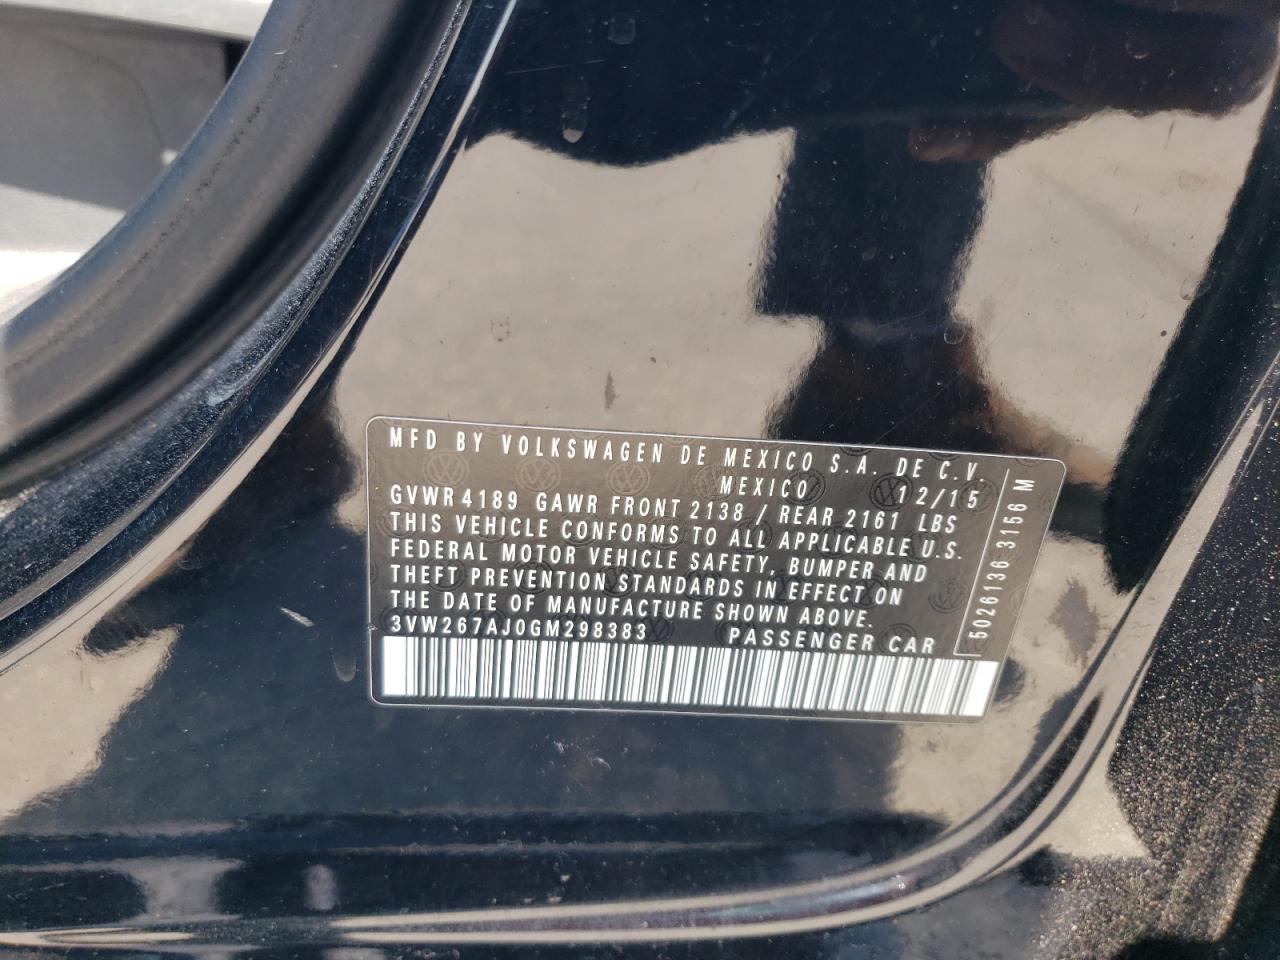 MFD BY VOLKSWAGEN DE MEXICO S.A. DE C.V.
MEXICO 12/15
GVWR 4189 GAWR FRONT 2138 / REAR 2161 LBS
THIS VEHICLE CONFORMS TO ALL APPLICABLE U.S.
FEDERAL MOTOR VEHICLE SAFETY, BUMPER AND
THEFT PREVENTION STANDARDS IN EFFECT ON
THE DATE OF MANUFACTURE SHOWN ABOVE.
3VW267AJ0GM298383 PASSENGER CAR
5026136 3156 M